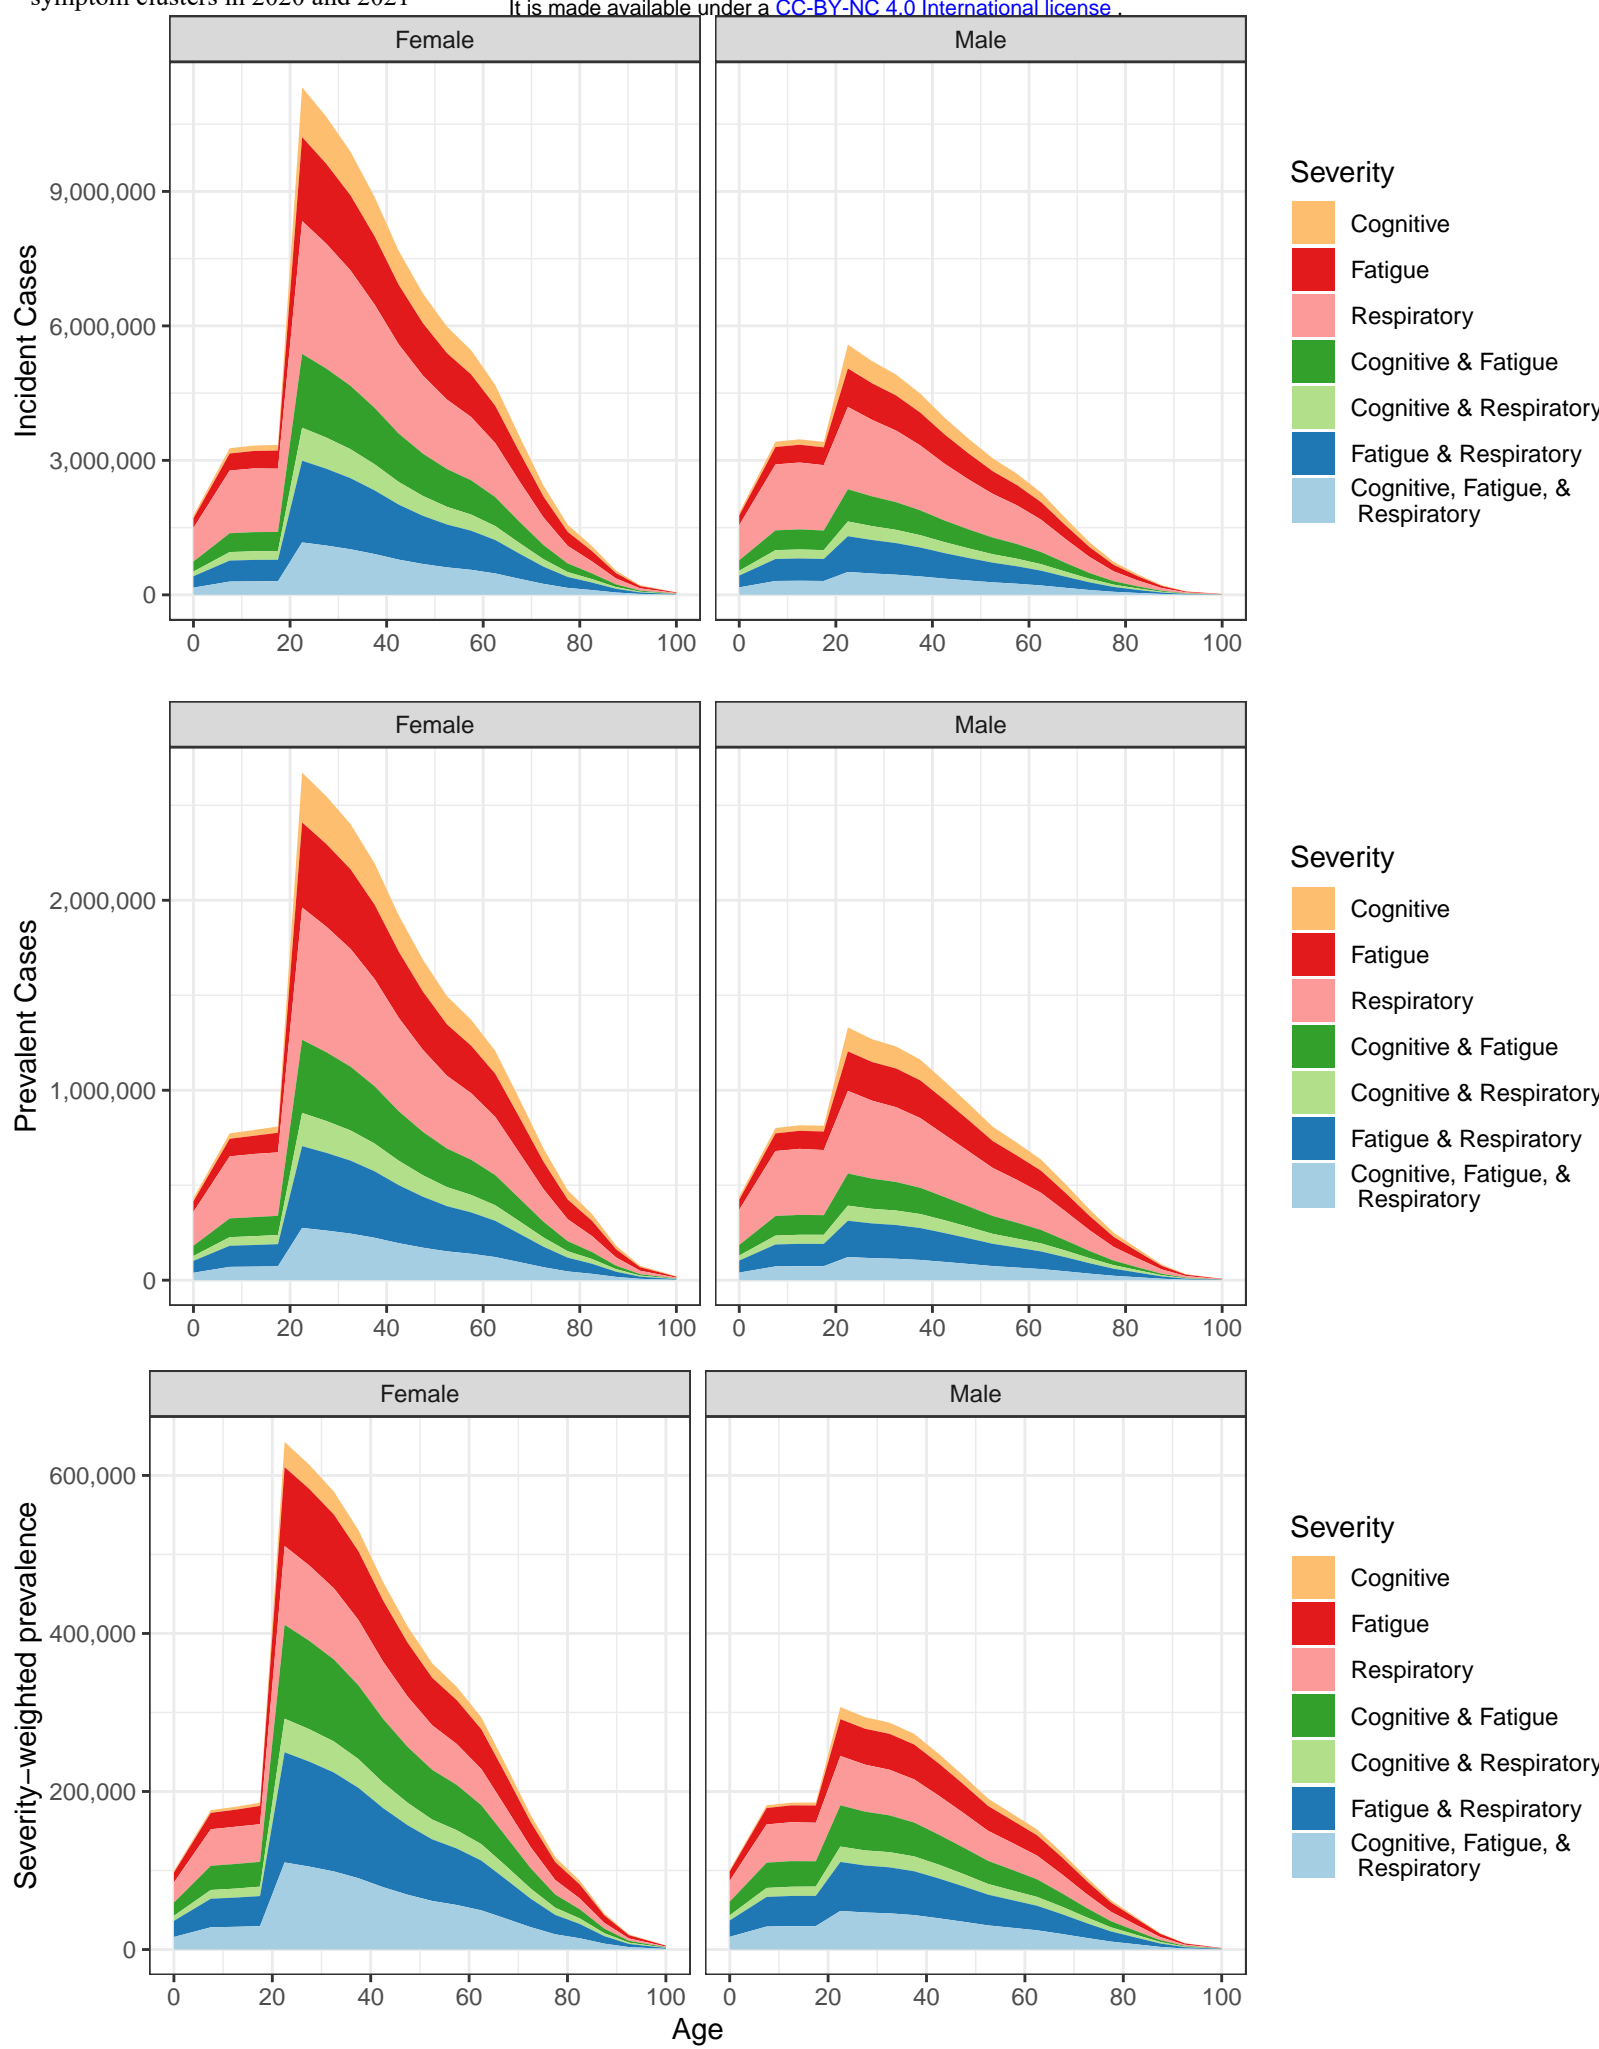 symptom clusters in 2020 and 2021
It is made available under a CC-BY-NC 4.0 International license .
Female
Male
Incident Cases
9,000,000
6,000,000
3,000,000
0
0 20 40 60 80 100
0 20 40 60 80 100
Severity
Cognitive
Fatigue
Respiratory
Cognitive & Fatigue
Cognitive & Respiratory
Fatigue & Respiratory
Cognitive, Fatigue, &
Respiratory
Female
Male
Prevalent Cases
2,000,000
1,000,000
0
0 20 40 60 80 100
0 20 40 60 80 100
Severity
Cognitive
Fatigue
Respiratory
Cognitive & Fatigue
Cognitive & Respiratory
Fatigue & Respiratory
Cognitive, Fatigue, &
Respiratory
Female
Male
Severity−weighted prevalence
600,000
400,000
200,000
0
0 20 40 60 80 100
0 20 40 60 80 100
Age
Severity
Cognitive
Fatigue
Respiratory
Cognitive & Fatigue
Cognitive & Respiratory
Fatigue & Respiratory
Cognitive, Fatigue, &
Respiratory